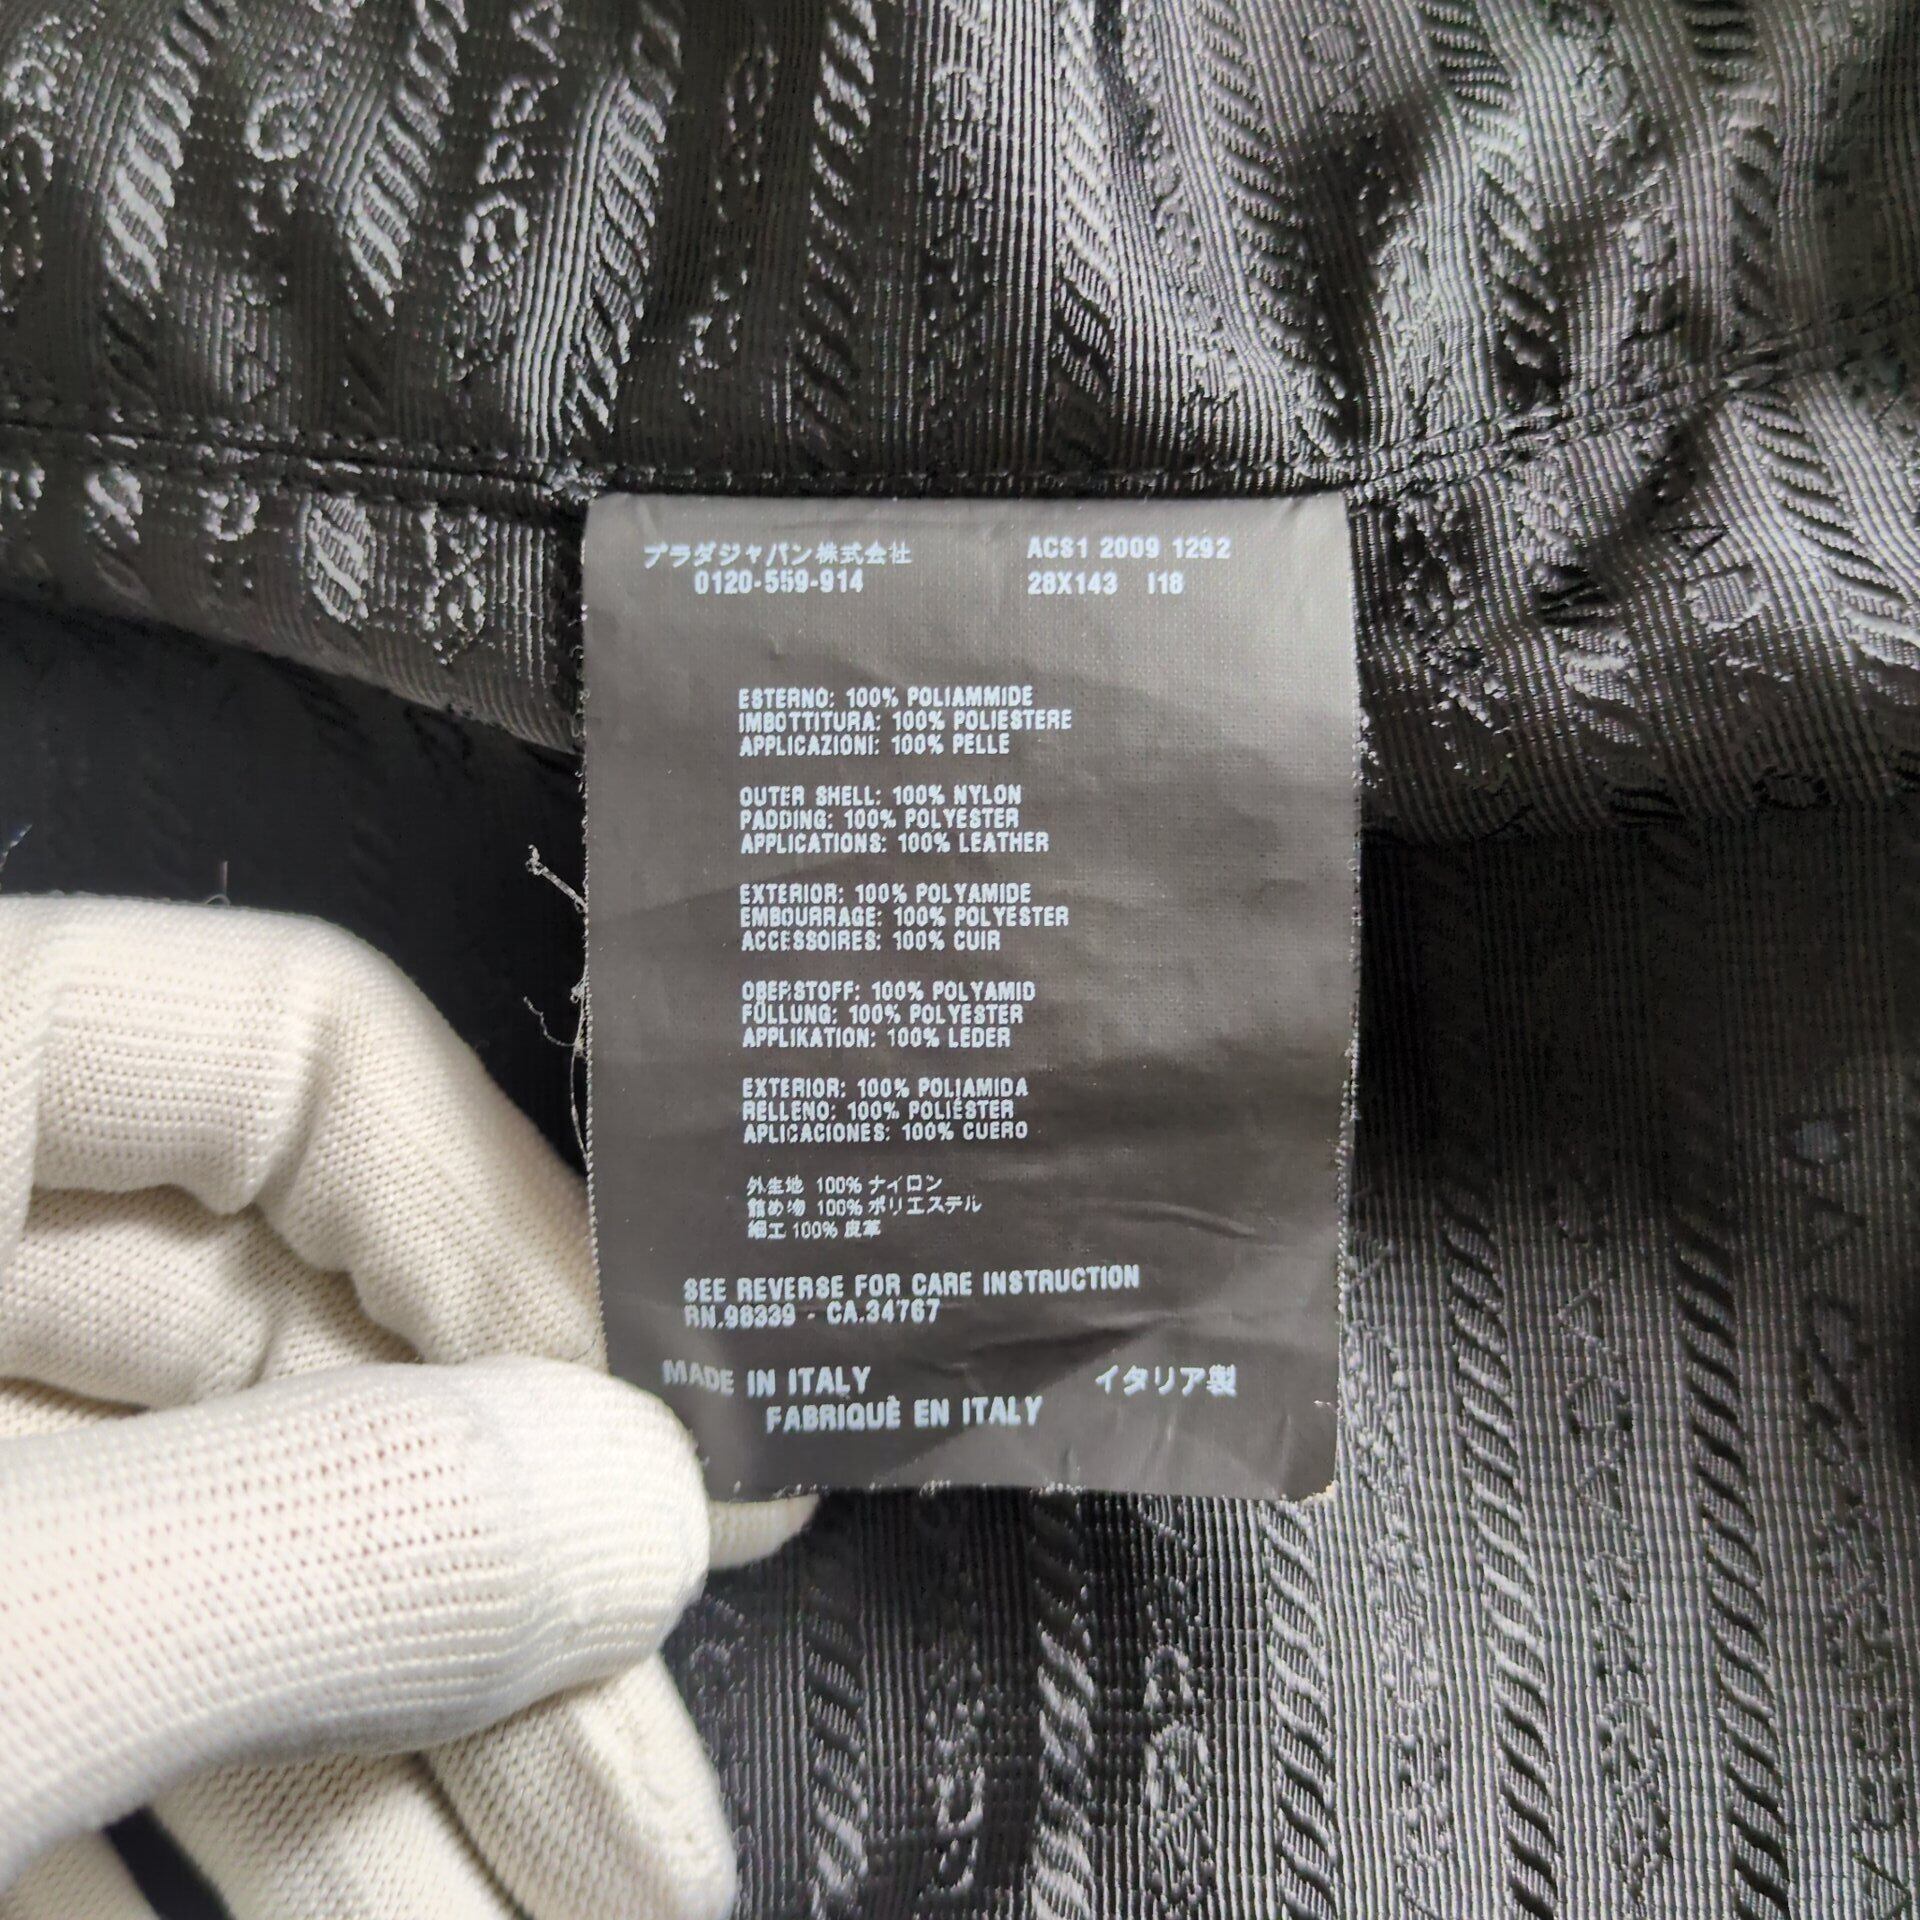 プラダジャパン株式会社
0120-559-914
ACS1 2009 1292
28X143 I18
ESTERNO: 100% POLIAMMIDE
IMBOTTITURA: 100% POLIESTERE
APPLICAZIONI: 100% PELLE
OUTER SHELL: 100% NYLON
PADDING: 100% POLYESTER
APPLICATIONS: 100% LEATHER
EXTERIOR: 100% POLYAMIDE
EMBOURRAGE: 100% POLYESTER
ACCESSOIRES: 100% CUIR
OBERSTOFF: 100% POLYAMID
FÜLLUNG: 100% POLYESTER
APPLIKATION: 100% LEDER
EXTERIOR: 100% POLIAMIDA
RELLENO: 100% POLIÉSTER
APLICACIONES: 100% CUERO
外生地 100% ナイロン
詰め物 100% ポリエステル
細工 100% 皮革
SEE REVERSE FOR CARE INSTRUCTION
RN.98339 - CA.34767
MADE IN ITALY
イタリア製
FABRIQUÈ EN ITALY